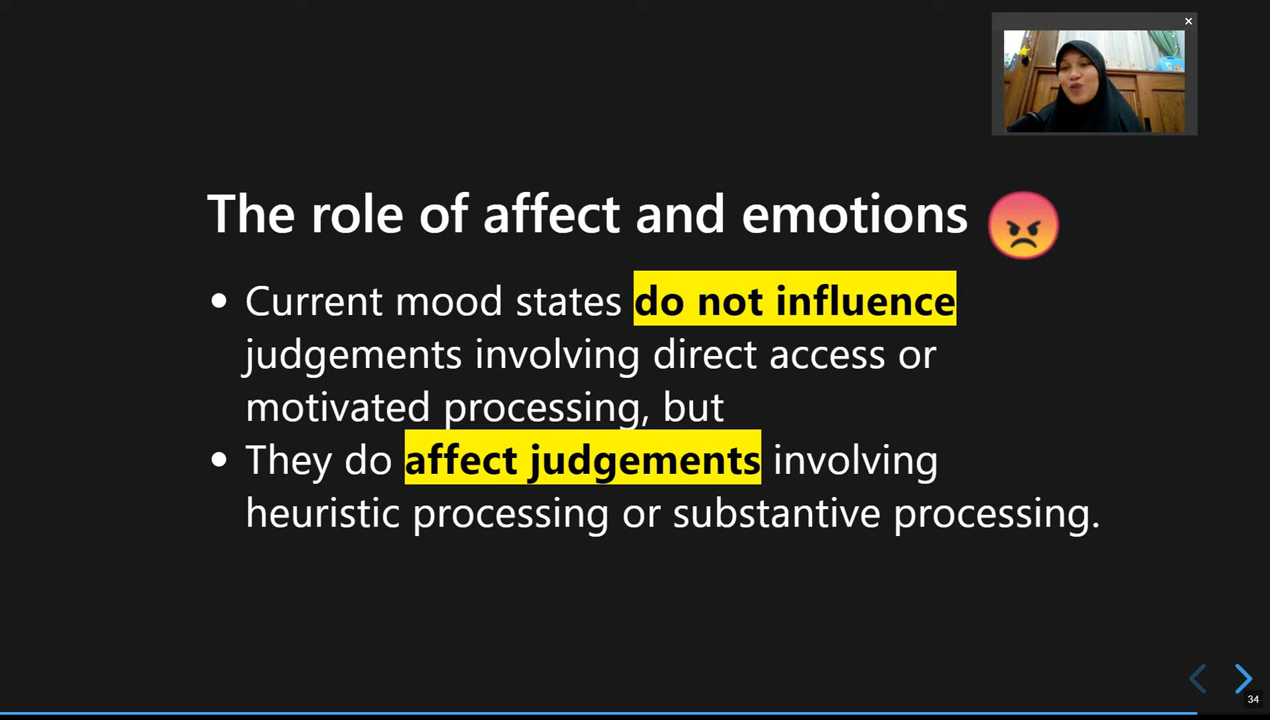 The role of affect and emotions
• Current mood states do not influence
judgements involving direct access or
motivated processing, but
• They do affect judgements involving
heuristic processing or substantive processing.
34